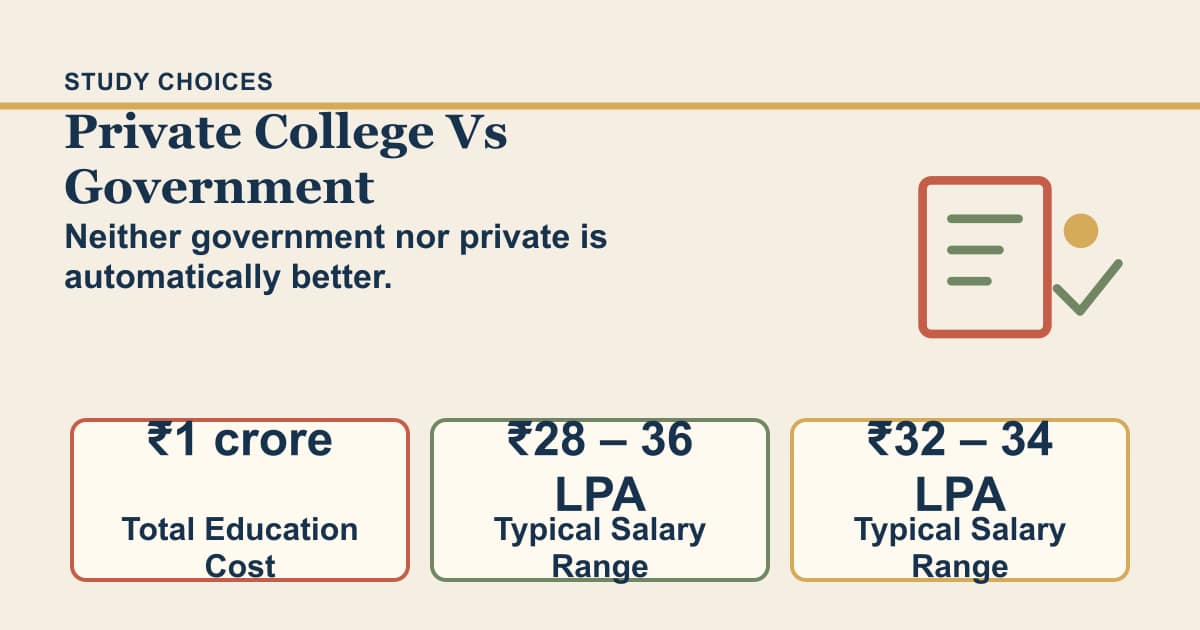 STUDY CHOICES
Private College Vs
Government
Neither government nor private is
automatically better.
₹1 crore
Total Education
Cost
₹28 – 36
LPA
Typical Salary
Range
₹32 – 34
LPA
Typical Salary
Range